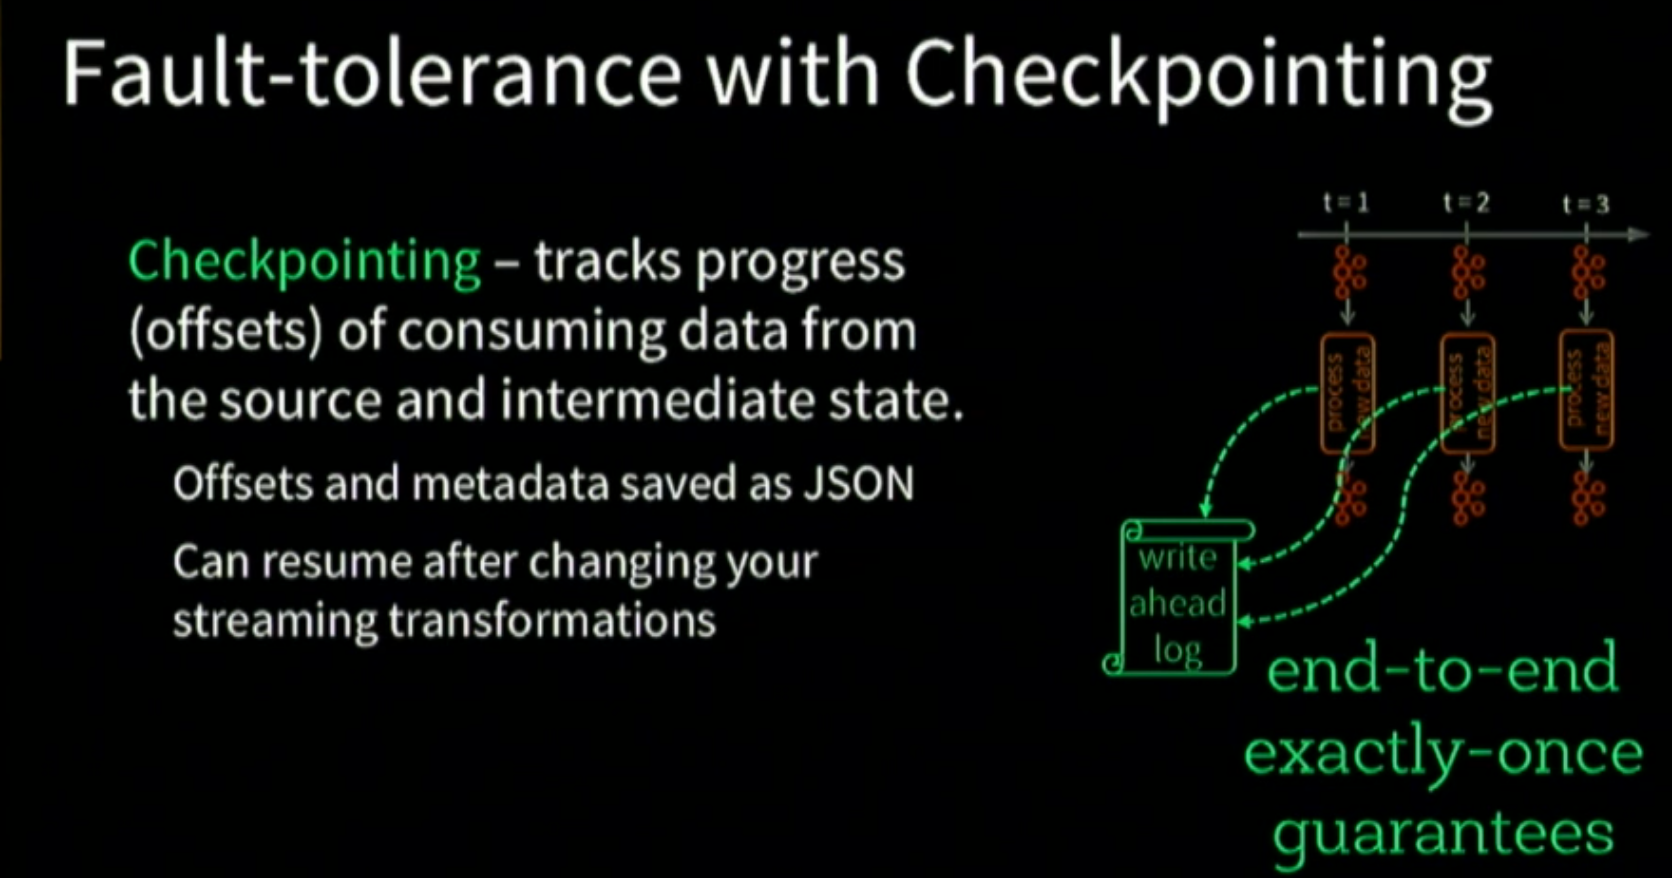 Fault-tolerance with Checkpointing
Checkpointing – tracks progress
(offsets) of consuming data from
the source and intermediate state.
Offsets and metadata saved as JSON
Can resume after changing your
streaming transformations
t = 1
t = 2
t = 3
process
new data
process
new data
process
new data
write
ahead
log
end-to-end
exactly-once
guarantees